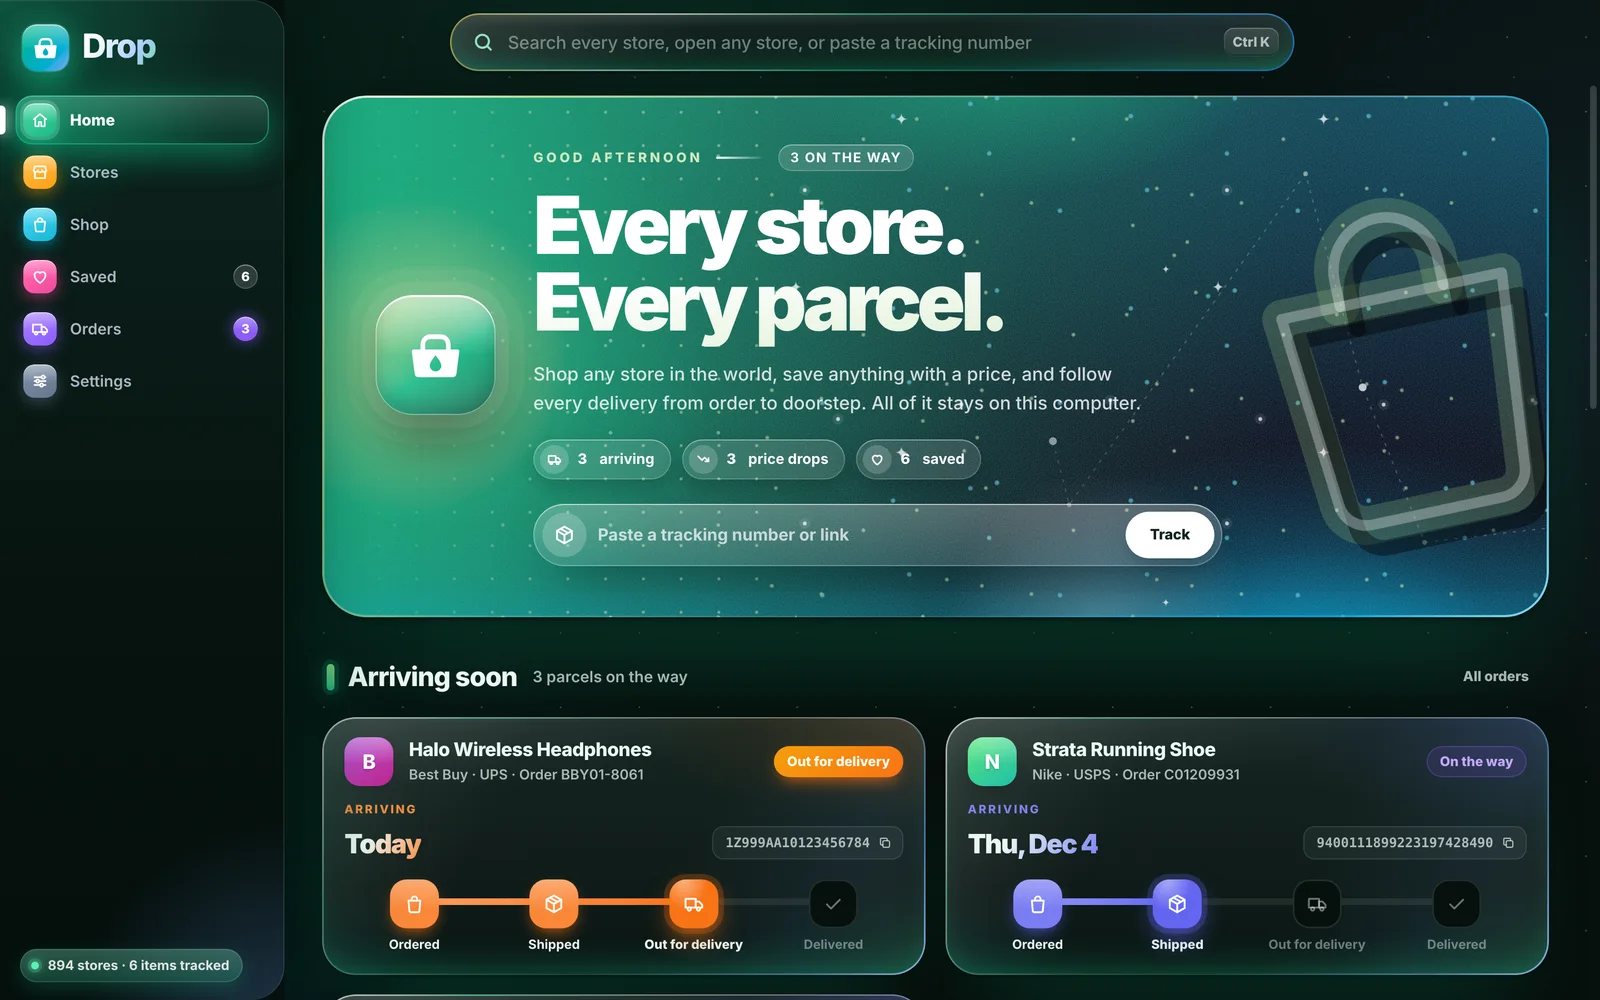 Drop
Home
Stores
Shop
Saved 6
Orders 3
Settings
894 stores · 6 items tracked
Search every store, open any store, or paste a tracking number
Ctrl K
GOOD AFTERNOON
3 ON THE WAY
Every store.
Every parcel.
Shop any store in the world, save anything with a price, and follow
every delivery from order to doorstep. All of it stays on this computer.
3 arriving
3 price drops
6 saved
Paste a tracking number or link
Track
Arriving soon
3 parcels on the way
All orders
B
Halo Wireless Headphones
Best Buy · UPS · Order BBY01-8061
Out for delivery
ARRIVING
Today
1Z999AA10123456784
Ordered
Shipped
Out for delivery
Delivered
N
Strata Running Shoe
Nike · USPS · Order C01209931
On the way
ARRIVING
Thu, Dec 4
9400111899223197428490
Ordered
Shipped
Out for delivery
Delivered